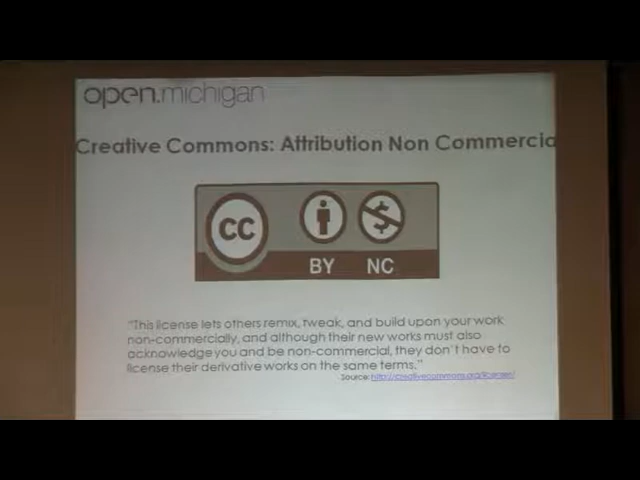 open.michigan
Creative Commons: Attribution Non Commercia
CC
BY NC
“This license lets others remix, tweak, and build upon your work
non-commercially, and although their new works must also
acknowledge you and be non-commercial, they don’t have to
license their derivative works on the same terms.”
Source: